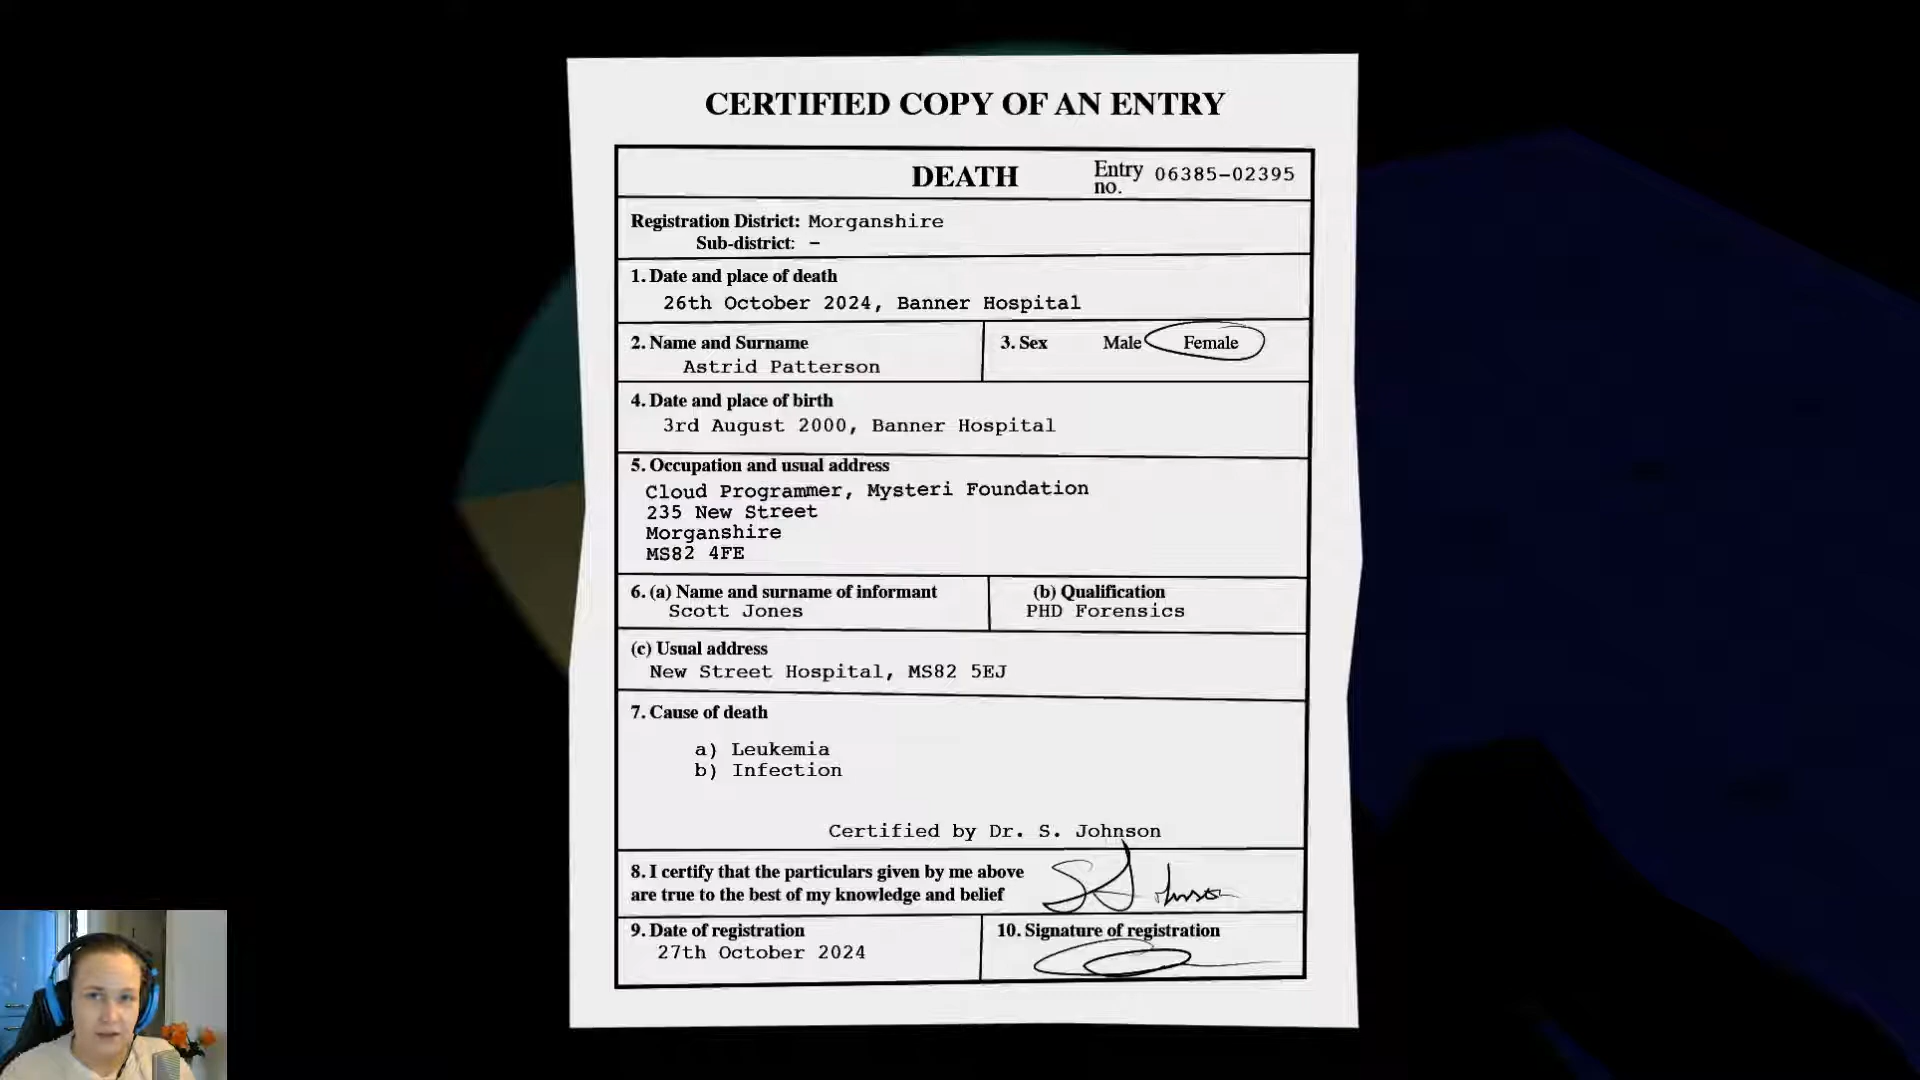 CERTIFIED COPY OF AN ENTRY
DEATH
Entry no. 06385-02395
Registration District: Morganshire
Sub-district: -
1. Date and place of death
26th October 2024, Banner Hospital
2. Name and Surname
Astrid Patterson
3. Sex Male Female
4. Date and place of birth
3rd August 2000, Banner Hospital
5. Occupation and usual address
Cloud Programmer, Mysteri Foundation
235 New Street
Morganshire
MS82 4FE
6. (a) Name and surname of informant
Scott Jones
(b) Qualification
PHD Forensics
(c) Usual address
New Street Hospital, MS82 5EJ
7. Cause of death
a) Leukemia
b) Infection
Certified by Dr. S. Johnson
8. I certify that the particulars given by me above
are true to the best of my knowledge and belief
S Johnson
9. Date of registration
27th October 2024
10. Signature of registration